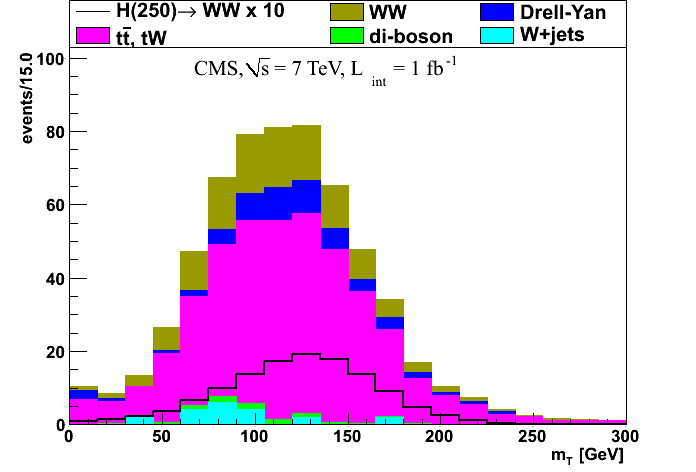 H(250)→ WW x 10 WW Drell-Yan
tt̅, tW di-boson W+jets
CMS, √s = 7 TeV, L int = 1 fb⁻¹
events/15.0
100
80
60
40
20
0
0 50 100 150 200 250 300
m_T [GeV]